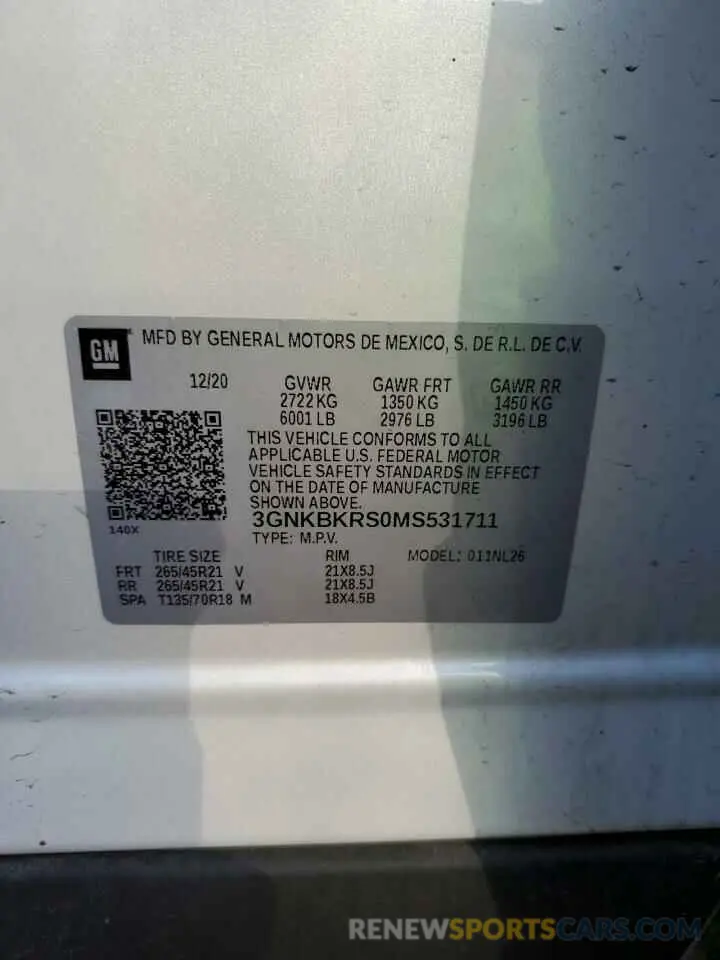 GM
MFD BY GENERAL MOTORS DE MEXICO, S. DE R.L. DE C.V.
12/20 GVWR GAWR FRT GAWR RR
2722 KG 1350 KG 1450 KG
6001 LB 2976 LB 3196 LB
THIS VEHICLE CONFORMS TO ALL
APPLICABLE U.S. FEDERAL MOTOR
VEHICLE SAFETY STANDARDS IN EFFECT
ON THE DATE OF MANUFACTURE
SHOWN ABOVE.
3GNKBKRS0MS531711
140X
TYPE: M.P.V.
TIRE SIZE RIM MODEL: 011NL26
FRT 265/45R21 V 21X8.5J
RR 265/45R21 V 21X8.5J
SPA T135/70R18 M 18X4.5B
RENEWSPORTSCARS.COM